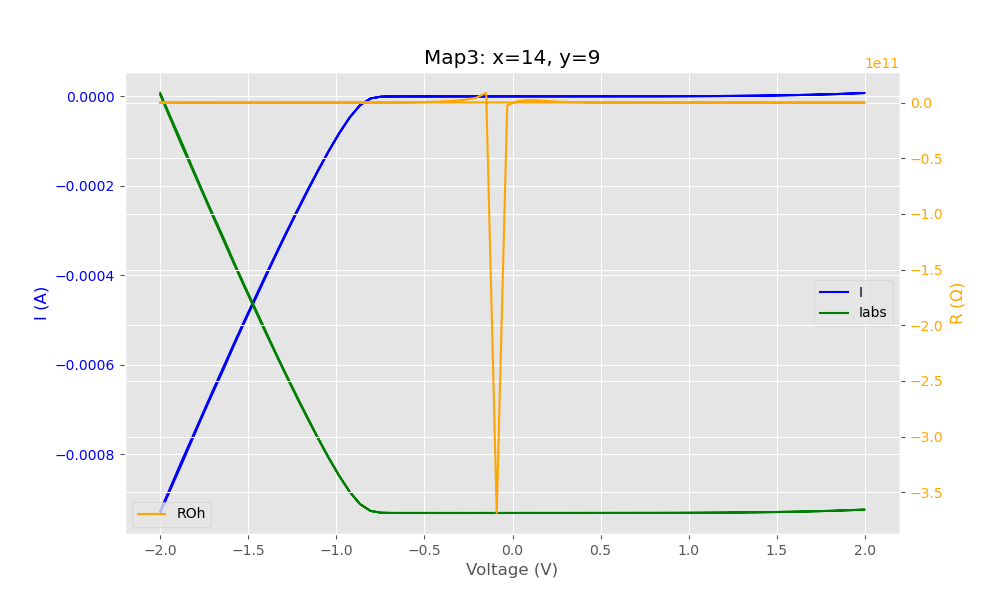 Map3: x=14, y=9
1e11
0.0000
−0.0002
−0.0004
−0.0006
−0.0008
I (A)
0.0
−0.5
−1.0
−1.5
−2.0
−2.5
−3.0
−3.5
R (Ω)
I
Iabs
ROh
−2.0
−1.5
−1.0
−0.5
0.0
0.5
1.0
1.5
2.0
Voltage (V)